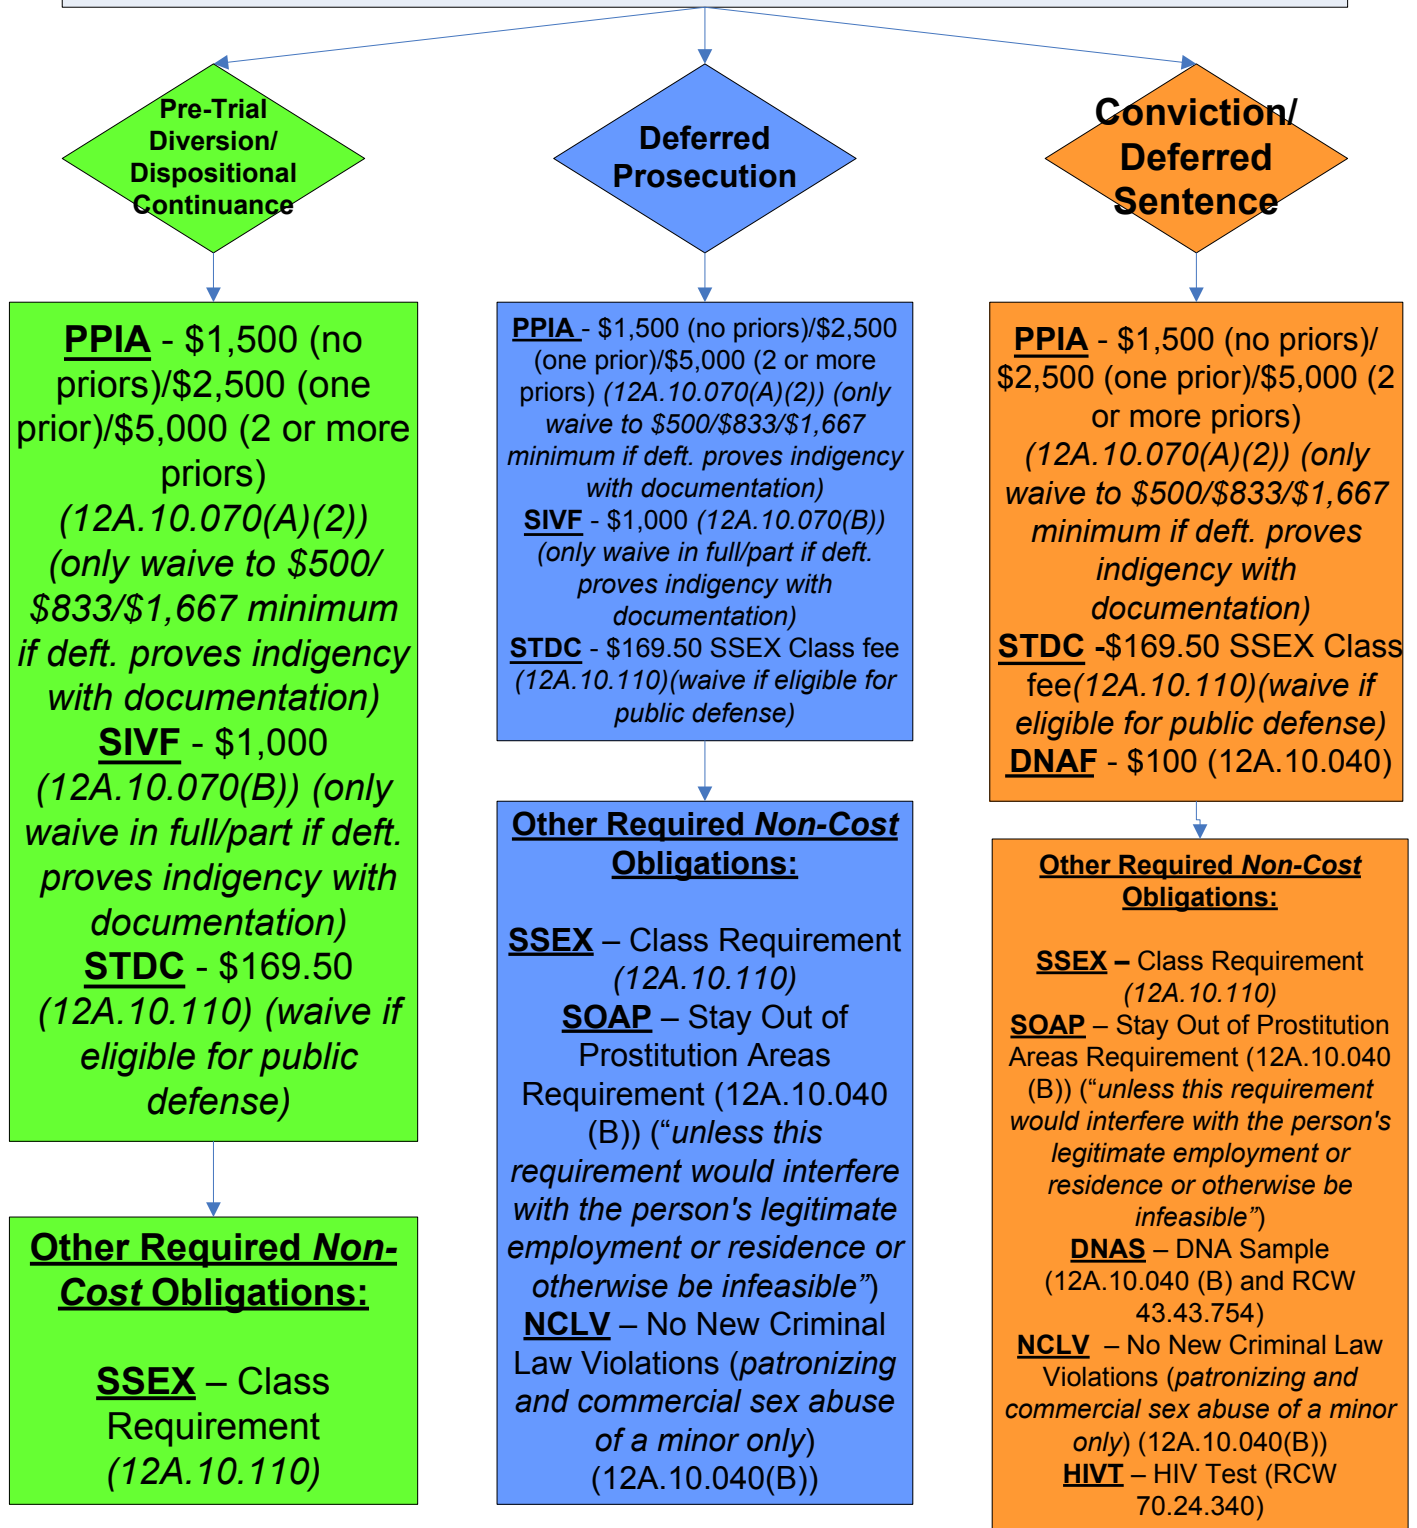 Pre-Trial
Diversion/
Dispositional
Continuance
Deferred
Prosecution
Conviction/
Deferred
Sentence
PPIA - $1,500 (no
priors)/$2,500 (one
prior)/$5,000 (2 or more
priors)
(12A.10.070(A)(2))
(only waive to $500/
$833/$1,667 minimum
if deft. proves indigency
with documentation)
SIVF - $1,000
(12A.10.070(B)) (only
waive in full/part if deft.
proves indigency with
documentation)
STDC - $169.50
(12A.10.110) (waive if
eligible for public
defense)
Other Required Non-
Cost Obligations:
SSEX – Class
Requirement
(12A.10.110)
PPIA - $1,500 (no priors)/$2,500
(one prior)/$5,000 (2 or more
priors) (12A.10.070(A)(2)) (only
waive to $500/$833/$1,667
minimum if deft. proves indigency
with documentation)
SIVF - $1,000 (12A.10.070(B))
(only waive in full/part if deft.
proves indigency with
documentation)
STDC - $169.50 SSEX Class fee
(12A.10.110)(waive if eligible for
public defense)
Other Required Non-Cost
Obligations:
SSEX – Class Requirement
(12A.10.110)
SOAP – Stay Out of
Prostitution Areas
Requirement (12A.10.040
(B)) (“unless this
requirement would interfere
with the person's legitimate
employment or residence or
otherwise be infeasible”)
NCLV – No New Criminal
Law Violations (patronizing
and commercial sex abuse
of a minor only)
(12A.10.040(B))
PPIA - $1,500 (no priors)/
$2,500 (one prior)/$5,000 (2
or more priors)
(12A.10.070(A)(2)) (only
waive to $500/$833/$1,667
minimum if deft. proves
indigency with
documentation)
STDC -$169.50 SSEX Class
fee(12A.10.110)(waive if
eligible for public defense)
DNAF - $100 (12A.10.040)
Other Required Non-Cost
Obligations:
SSEX – Class Requirement
(12A.10.110)
SOAP – Stay Out of Prostitution
Areas Requirement (12A.10.040
(B)) (“unless this requirement
would interfere with the person's
legitimate employment or
residence or otherwise be
infeasible”)
DNAS – DNA Sample
(12A.10.040 (B) and RCW
43.43.754)
NCLV – No New Criminal Law
Violations (patronizing and
commercial sex abuse of a minor
only) (12A.10.040(B))
HIVT – HIV Test (RCW
70.24.340)